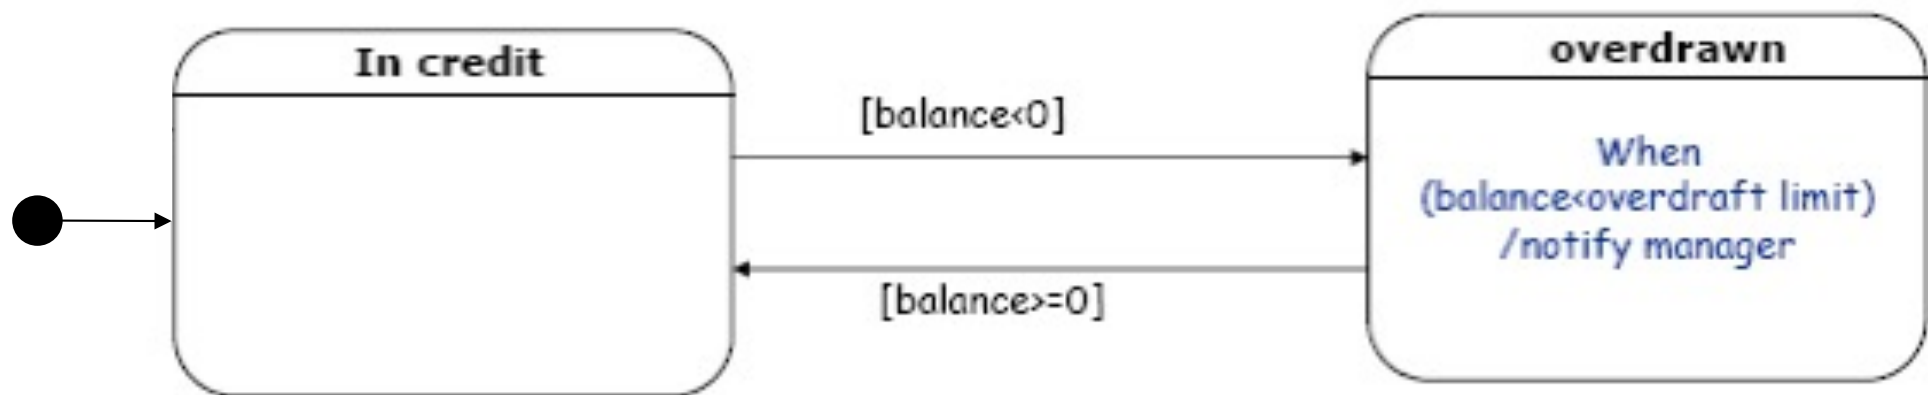 In credit
[balance<0]
[balance>=0]
overdrawn
When
(balance<overdraft limit)
/notify manager